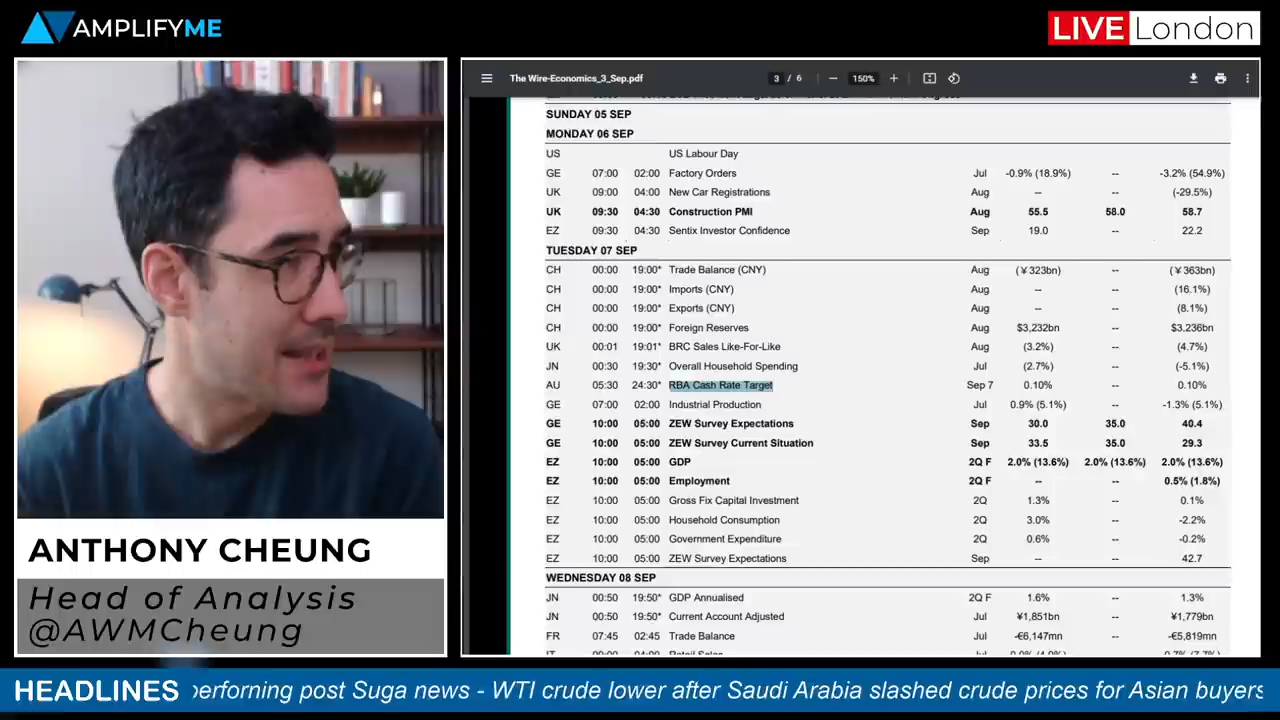 AMPLIFYME
LIVE London
The Wire-Economics_3_Sep.pdf 3 / 6 150%
SUNDAY 05 SEP
MONDAY 06 SEP
US US Labour Day
GE 07:00 02:00 Factory Orders Jul -0.9% (18.9%) -- -3.2% (54.9%)
UK 09:00 04:00 New Car Registrations Aug -- -- (-29.5%)
UK 09:30 04:30 Construction PMI Aug 55.5 58.0 58.7
EZ 09:30 04:30 Sentix Investor Confidence Sep 19.0 -- 22.2
TUESDAY 07 SEP
CH 00:00 19:00* Trade Balance (CNY) Aug (¥323bn) -- (¥363bn)
CH 00:00 19:00* Imports (CNY) Aug -- -- (16.1%)
CH 00:00 19:00* Exports (CNY) Aug -- -- (8.1%)
CH 00:00 19:00* Foreign Reserves Aug $3,232bn -- $3,236bn
UK 00:01 19:01* BRC Sales Like-For-Like Aug (3.2%) -- (4.7%)
JN 00:30 19:30* Overall Household Spending Jul (2.7%) -- (-5.1%)
AU 05:30 24:30* RBA Cash Rate Target Sep 7 0.10% -- 0.10%
GE 07:00 02:00 Industrial Production Jul 0.9% (5.1%) -- -1.3% (5.1%)
GE 10:00 05:00 ZEW Survey Expectations Sep 30.0 35.0 40.4
GE 10:00 05:00 ZEW Survey Current Situation Sep 33.5 35.0 29.3
EZ 10:00 05:00 GDP 2Q F 2.0% (13.6%) 2.0% (13.6%) 2.0% (13.6%)
EZ 10:00 05:00 Employment 2Q F -- -- 0.5% (1.8%)
EZ 10:00 05:00 Gross Fix Capital Investment 2Q 1.3% -- 0.1%
EZ 10:00 05:00 Household Consumption 2Q 3.0% -- -2.2%
EZ 10:00 05:00 Government Expenditure 2Q 0.6% -- -0.2%
EZ 10:00 05:00 ZEW Survey Expectations Sep -- -- 42.7
WEDNESDAY 08 SEP
JN 00:50 19:50* GDP Annualised 2Q F 1.6% -- 1.3%
JN 00:50 19:50* Current Account Adjusted Jul ¥1,851bn -- ¥1,779bn
FR 07:45 02:45 Trade Balance Jul -€6,147mn -- -€5,819mn
ANTHONY CHEUNG
Head of Analysis
@AWMCheung
HEADLINES perforning post Suga news - WTI crude lower after Saudi Arabia slashed crude prices for Asian buyers